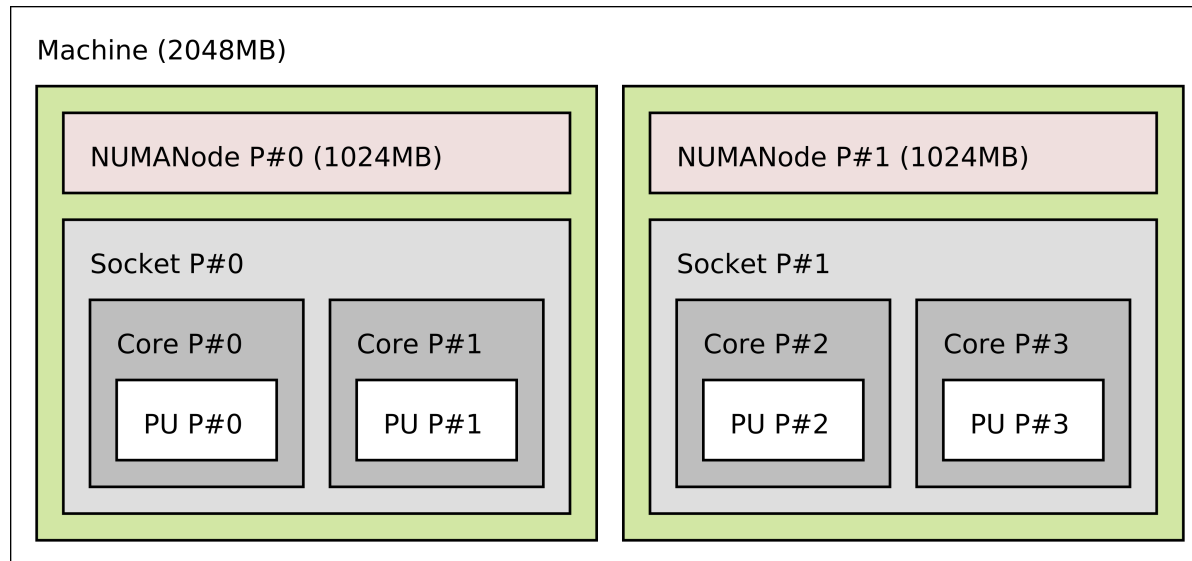 Machine (2048MB)
NUMANode P#0 (1024MB)
Socket P#0
Core P#0
PU P#0
Core P#1
PU P#1
NUMANode P#1 (1024MB)
Socket P#1
Core P#2
PU P#2
Core P#3
PU P#3